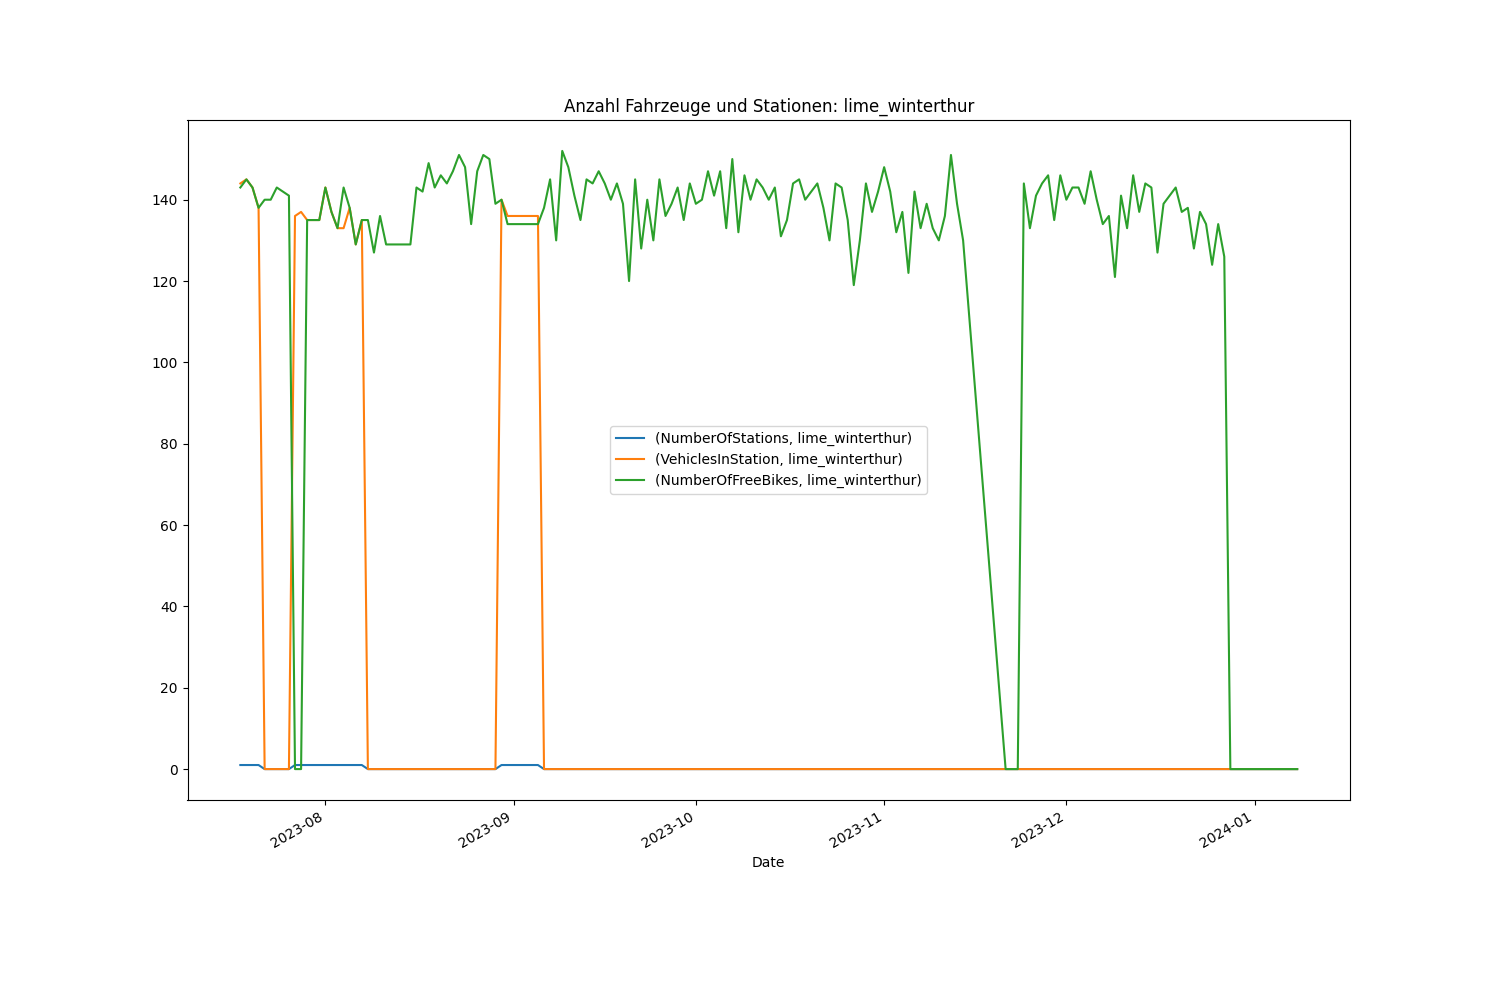 Anzahl Fahrzeuge und Stationen: lime_winterthur
140
120
100
80
60
40
20
0
(NumberOfStations, lime_winterthur)
(VehiclesInStation, lime_winterthur)
(NumberOfFreeBikes, lime_winterthur)
2023-08
2023-09
2023-10
2023-11
2023-12
2024-01
Date